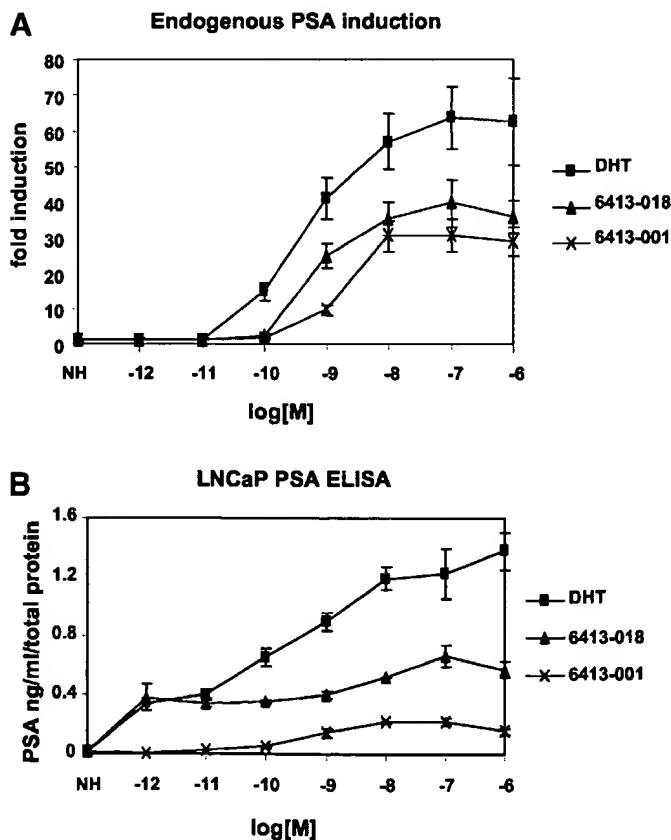 A
Endogenous PSA induction
fold induction
80
70
60
50
40
30
20
10
0
NH -12 -11 -10 -9 -8 -7 -6
log[M]
DHT
6413-018
6413-001
B
LNCaP PSA ELISA
PSA ng/ml/total protein
1.6
1.2
0.8
0.4
0
NH -12 -11 -10 -9 -8 -7 -6
log[M]
DHT
6413-018
6413-001